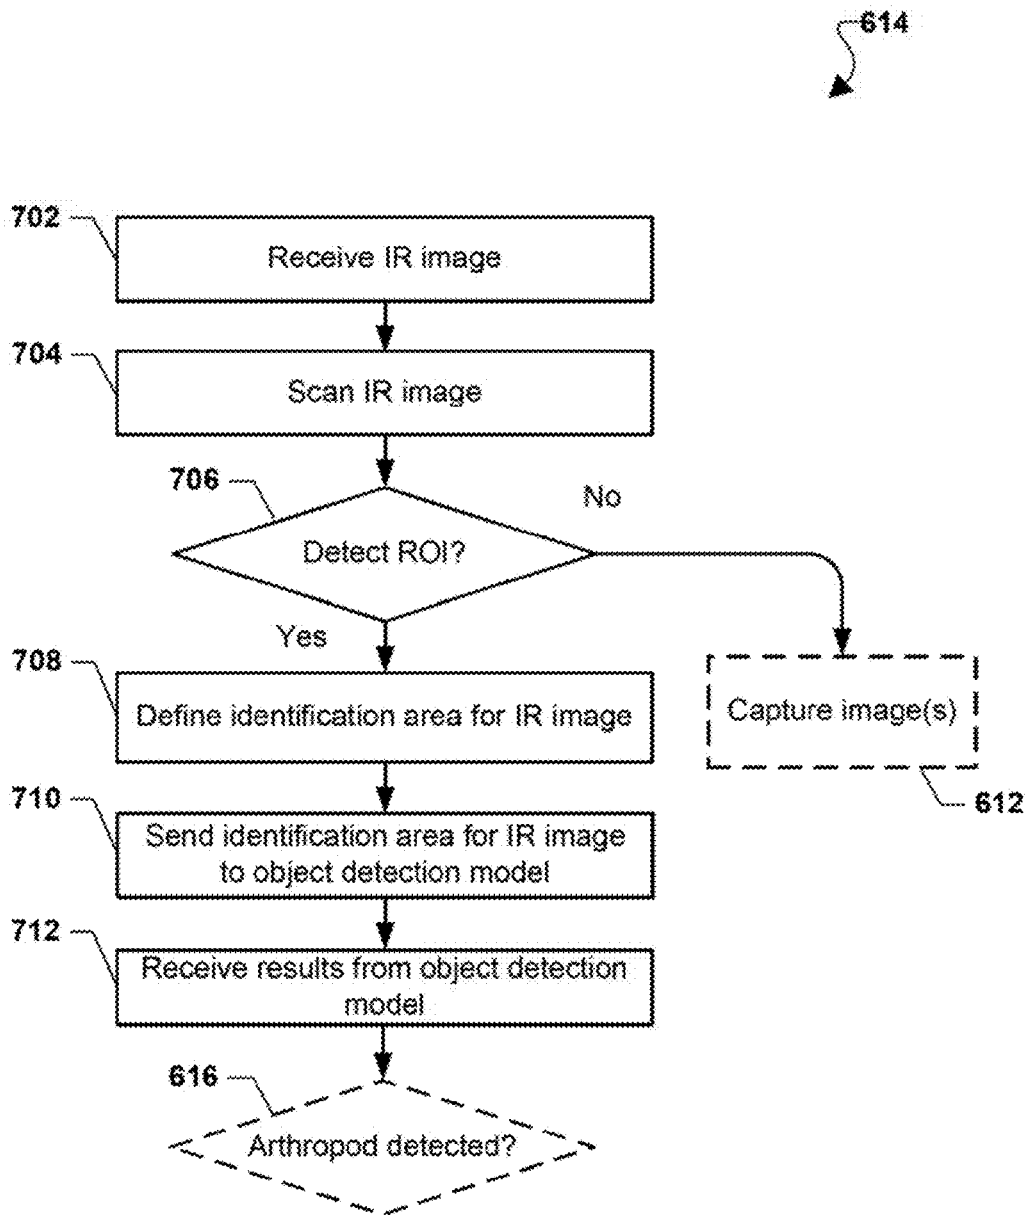 614
702
Receive IR image
704
Scan IR image
706
No
Detect ROI?
Yes
708
Define identification area for IR image
Capture image(s)
612
710
Send identification area for IR image
to object detection model
712
Receive results from object detection
model
616
Arthropod detected?